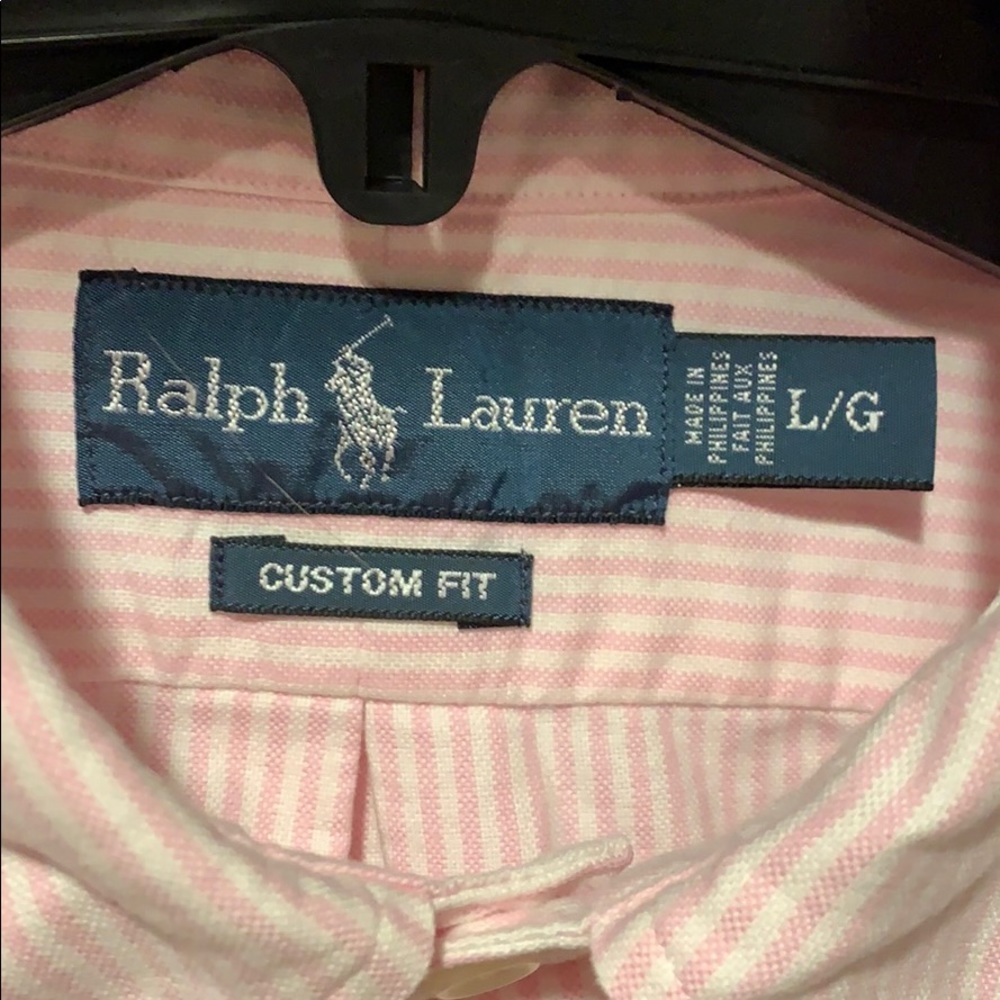 Ralph Lauren
MADE IN
PHILIPPINES
FAIT AUX
PHILIPPINES
L/G
CUSTOM FIT